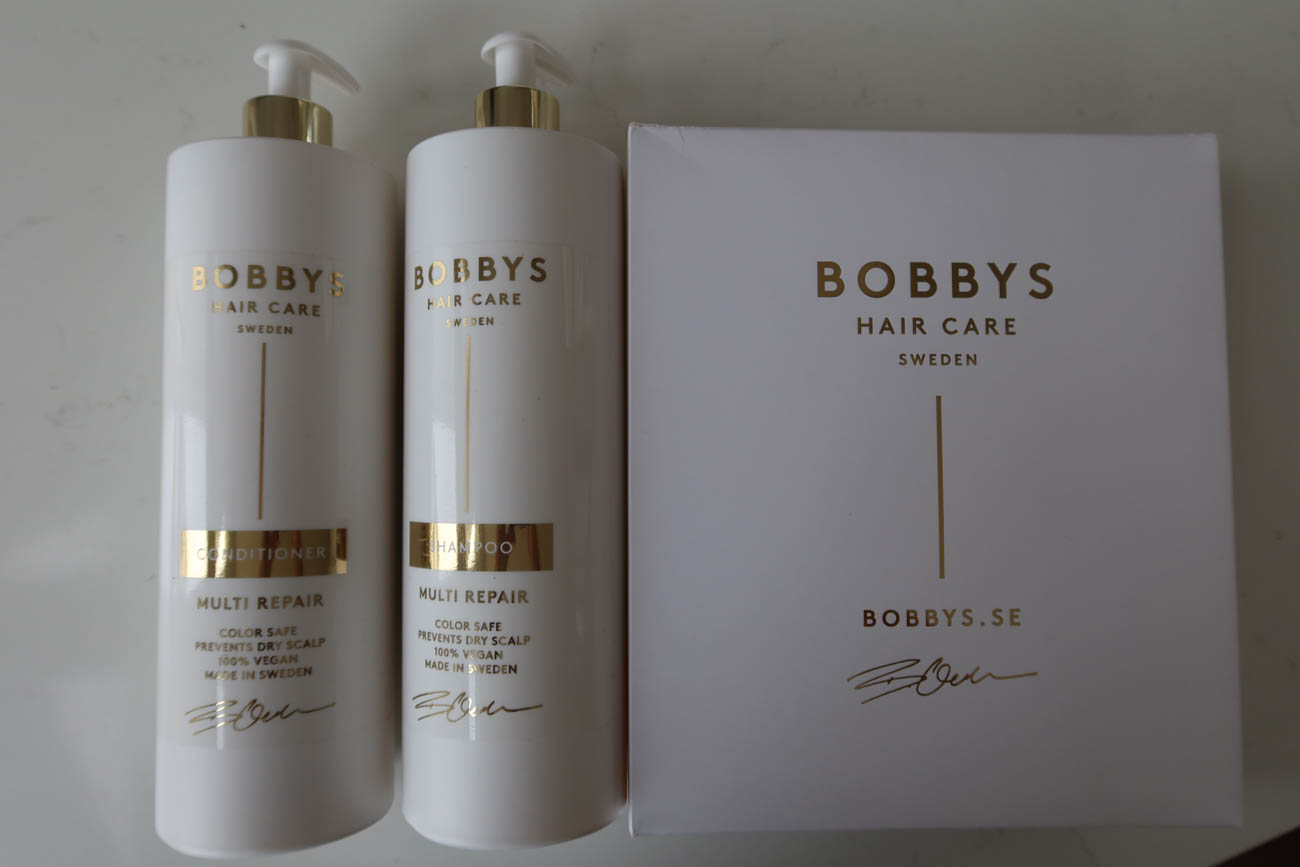 BOBBYS
HAIR CARE
SWEDEN
CONDITIONER
MULTI REPAIR
COLOR SAFE
PREVENTS DRY SCALP
100% VEGAN
MADE IN SWEDEN
BOBBYS
HAIR CARE
SWEDEN
SHAMPOO
MULTI REPAIR
COLOR SAFE
PREVENTS DRY SCALP
100% VEGAN
MADE IN SWEDEN
BOBBYS
HAIR CARE
SWEDEN
BOBBYS.SE